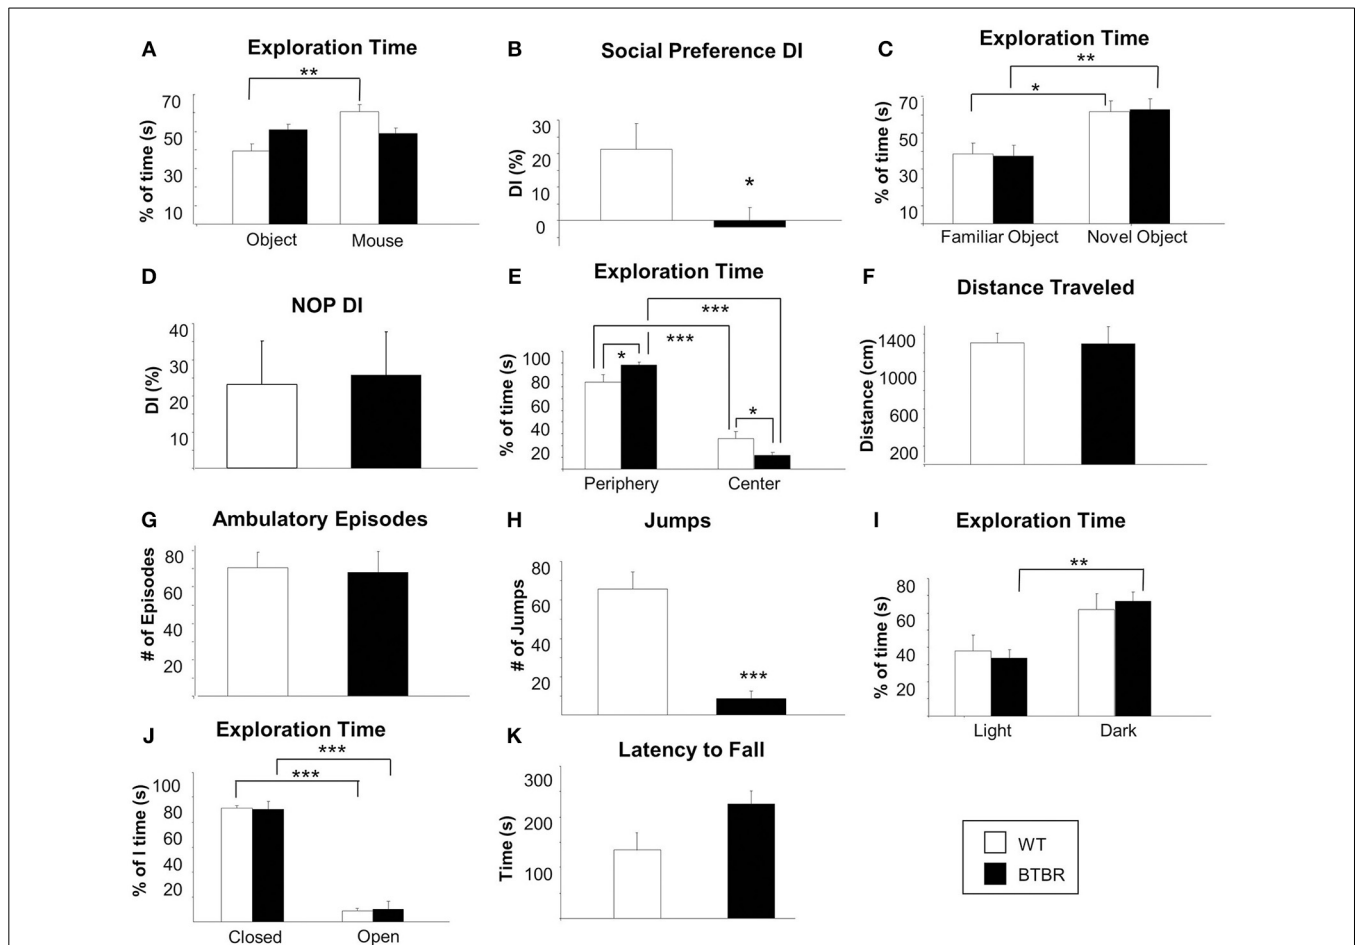 A
Exploration Time
**
% of time (s)
70
50
30
10
Object
Mouse
B
Social Preference DI
DI (%)
30
20
10
0
*
C
Exploration Time
**
*
% of time (s)
70
50
30
10
Familiar Object
Novel Object
D
NOP DI
DI (%)
40
30
20
10
E
Exploration Time
***
***
*
*
% of time (s)
100
80
60
40
20
Periphery
Center
F
Distance Traveled
Distance (cm)
1400
1000
600
200
G
Ambulatory Episodes
# of Episodes
80
60
40
20
H
Jumps
# of Jumps
80
60
40
20
***
I
Exploration Time
**
% of time (s)
80
60
40
20
Light
Dark
J
Exploration Time
***
***
% of I time (s)
100
80
60
40
20
Closed
Open
K
Latency to Fall
Time (s)
300
200
100
WT
BTBR